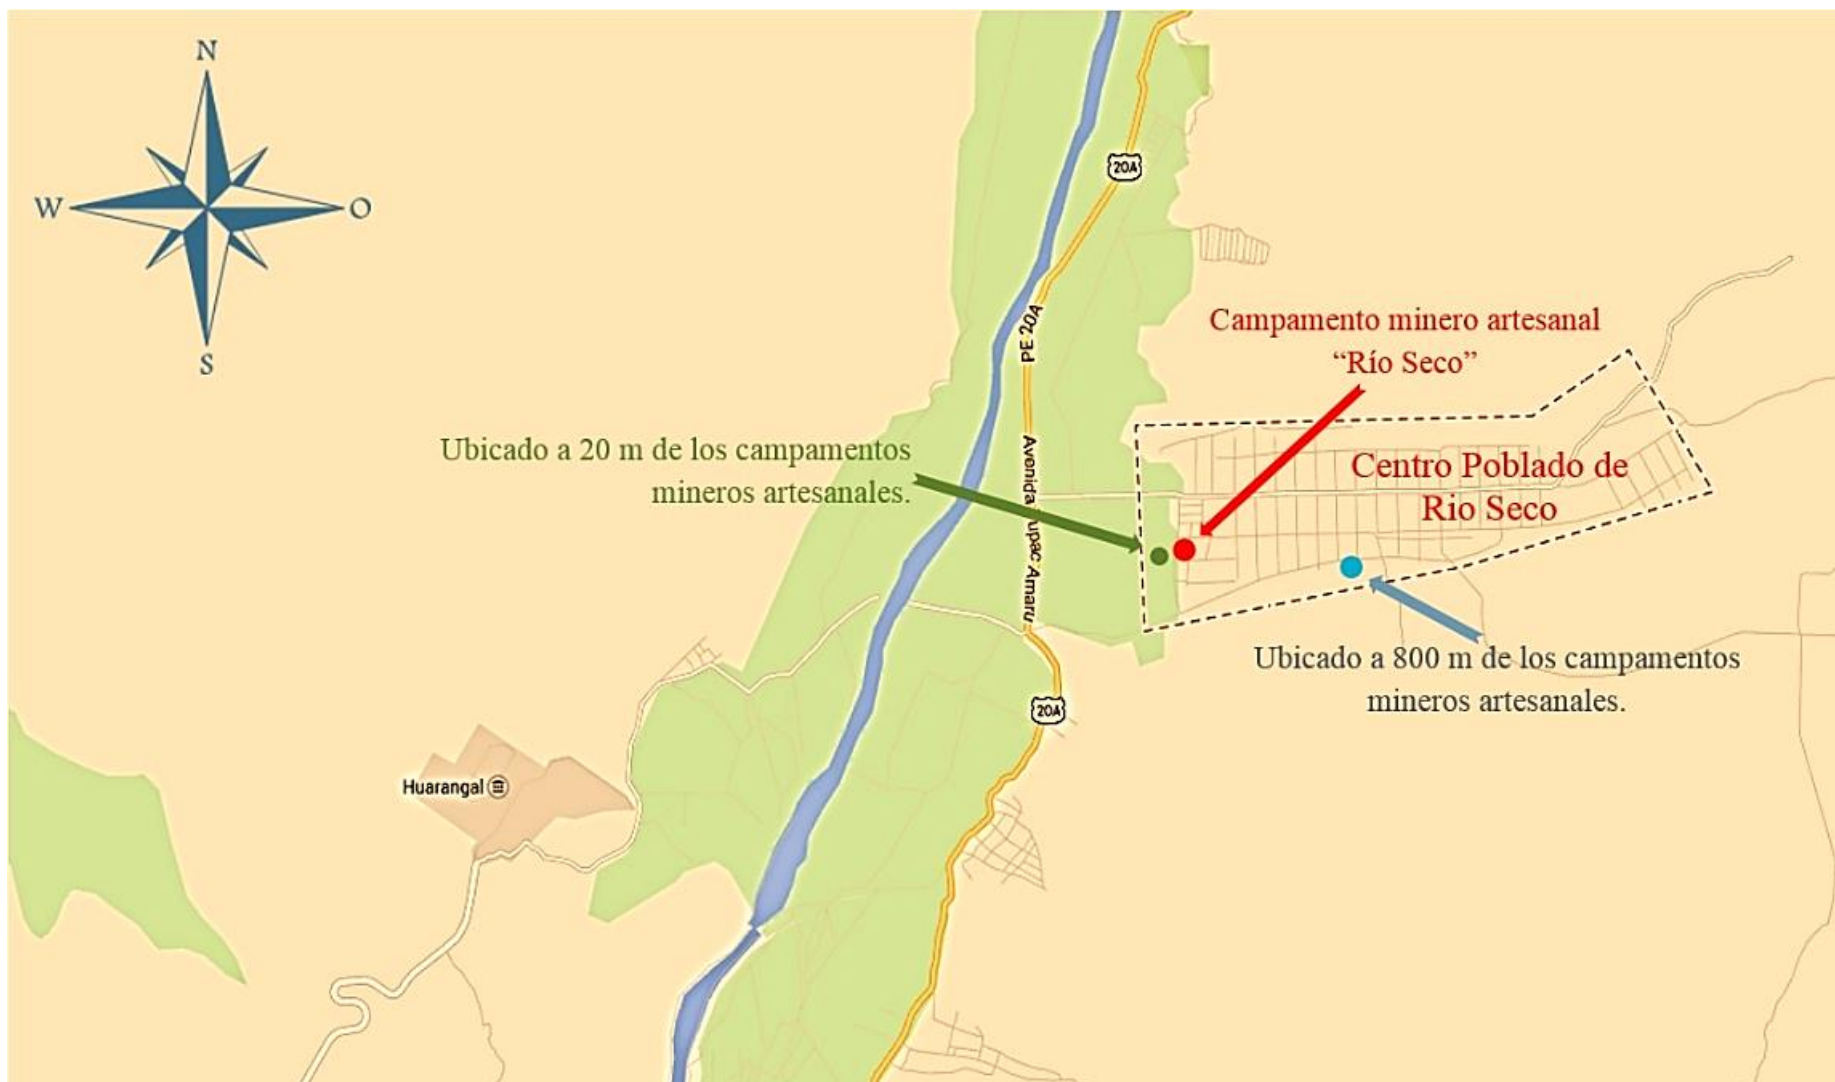 N
W
O
S
20A
PE 20A
Campamento minero artesanal
“Río Seco”
Ubicado a 20 m de los campamentos
mineros artesanales.
Avenida Tupac Amaru
Centro Poblado de
Rio Seco
Ubicado a 800 m de los campamentos
mineros artesanales.
20A
Huarangal